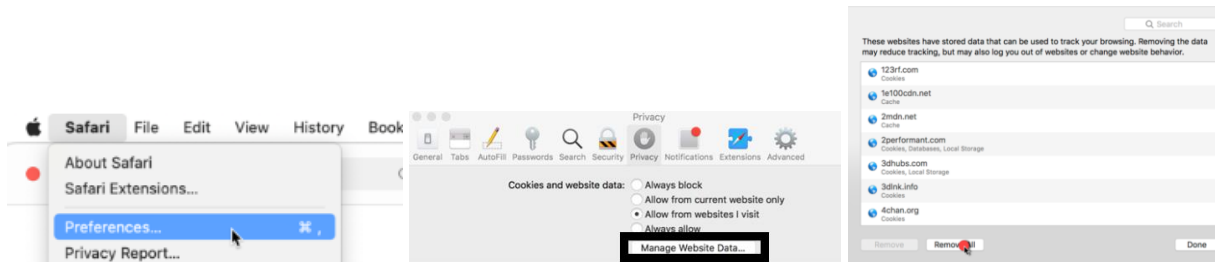 Safari File Edit View History Book
About Safari
Safari Extensions...
Preferences... ⌘ ,
Privacy Report...
Privacy
General Tabs AutoFill Passwords Search Security Privacy Notifications Extensions Advanced
Cookies and website data: Always block
Allow from current website only
Allow from websites I visit
Always allow
Manage Website Data...
Search
These websites have stored data that can be used to track your browsing. Removing the data
may reduce tracking, but may also log you out of websites or change website behavior.
123rf.com
Cookies
1e100cdn.net
Cache
2mdn.net
Cache
2performant.com
Cookies, Databases, Local Storage
3dhubs.com
Cookies, Local Storage
3dlnk.info
Cookies
4chan.org
Cookies
Remove Remove All Done